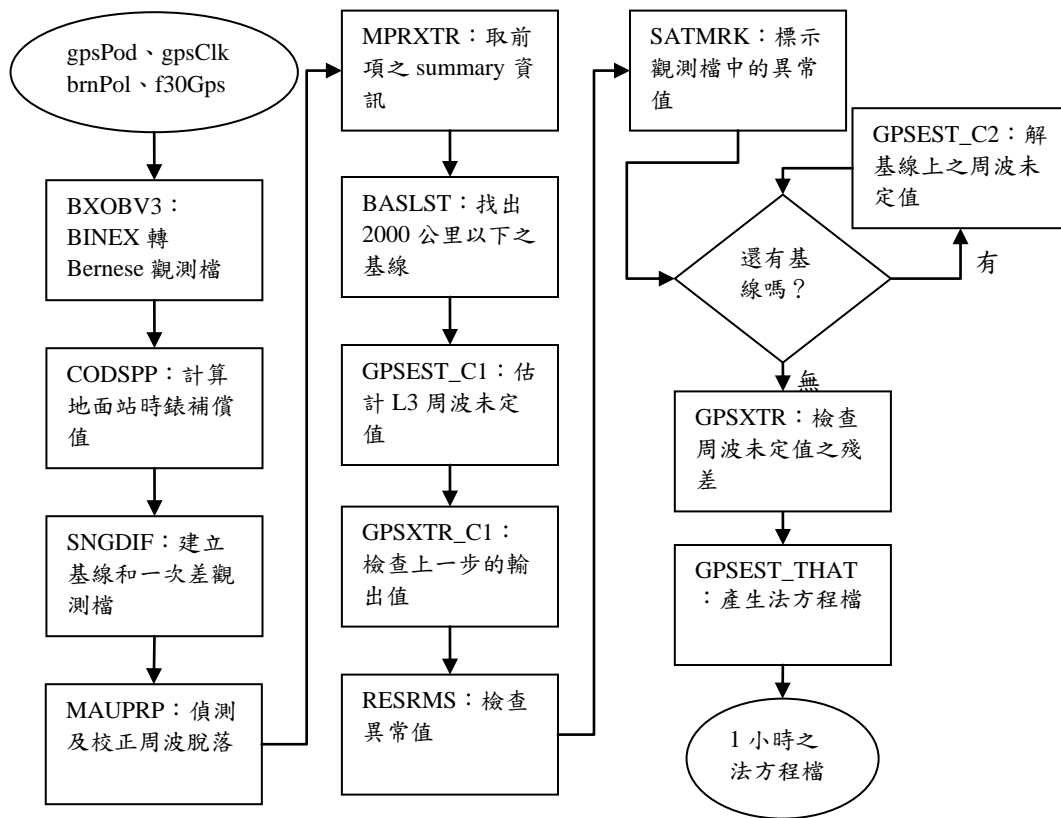 gpsPod、gpsClk
brnPol、f30Gps
BXOBV3：
BINEX 轉
Bernese 觀測檔
CODSPP：計算
地面站時錶補償
值
SNGDIF：建立
基線和一次差觀
測檔
MAUPRP：偵測
及校正周波脫落
MPRXTR：取前
項之 summary 資
訊
BASLST：找出
2000 公里以下之
基線
GPSEST_C1：估
計 L3 周波未定
值
GPSXTR_C1：
檢查上一步的輸
出值
RESRMS：檢查
異常值
SATMRK：標示
觀測檔中的異常
值
GPSEST_C2：解
基線上之周波未
定值
還有基
線嗎？
有
無
GPSXTR：檢查
周波未定值之殘
差
GPSEST_THAT
：產生法方程檔
1 小時之
法方程檔